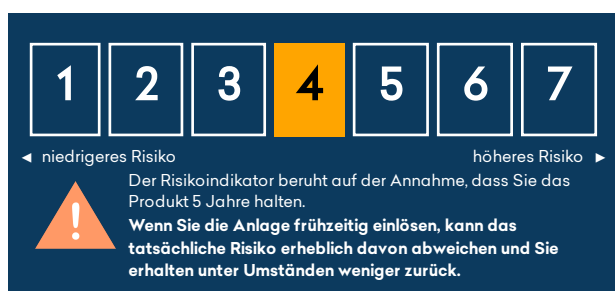 1 2 3 4 5 6 7
◄ niedrigeres Risiko höheres Risiko ►
Der Risikoindikator beruht auf der Annahme, dass Sie das
Produkt 5 Jahre halten.
Wenn Sie die Anlage frühzeitig einlösen, kann das
tatsächliche Risiko erheblich davon abweichen und Sie
erhalten unter Umständen weniger zurück.
!